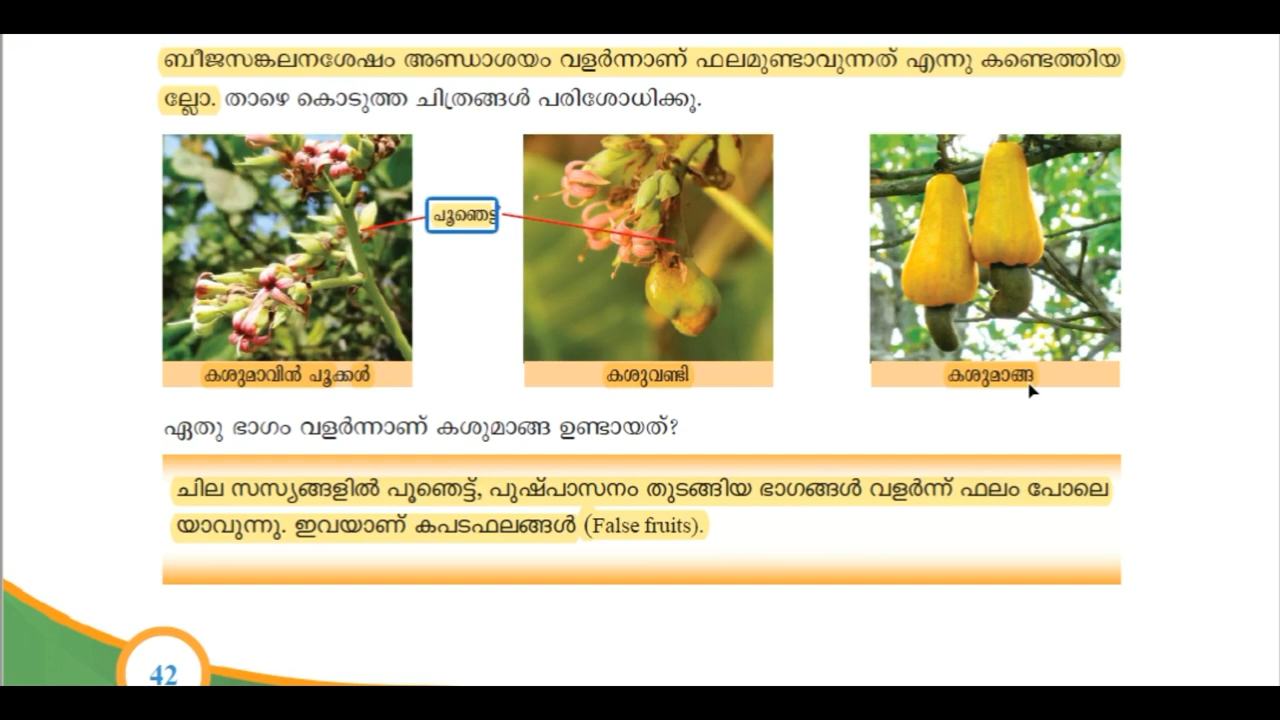 ബീജസങ്കലനശേഷം അണ്ഡാശയം വളർന്നാണ് ഫലമുണ്ടാവുന്നത് എന്നു കണ്ടെത്തിയ
ല്ലോ. താഴെ കൊടുത്ത ചിത്രങ്ങൾ പരിശോധിക്കൂ.
പൂഞെട്ട്
കശുമാവിൻ പൂക്കൾ
കശുവണ്ടി
കശുമാങ്ങ
ഏതു ഭാഗം വളർന്നാണ് കശുമാങ്ങ ഉണ്ടായത്?
ചില സസ്യങ്ങളിൽ പൂഞെട്ട്, പുഷ്പാസനം തുടങ്ങിയ ഭാഗങ്ങൾ വളർന്ന് ഫലം പോലെ
യാവുന്നു. ഇവയാണ് കപടഫലങ്ങൾ (False fruits).
42